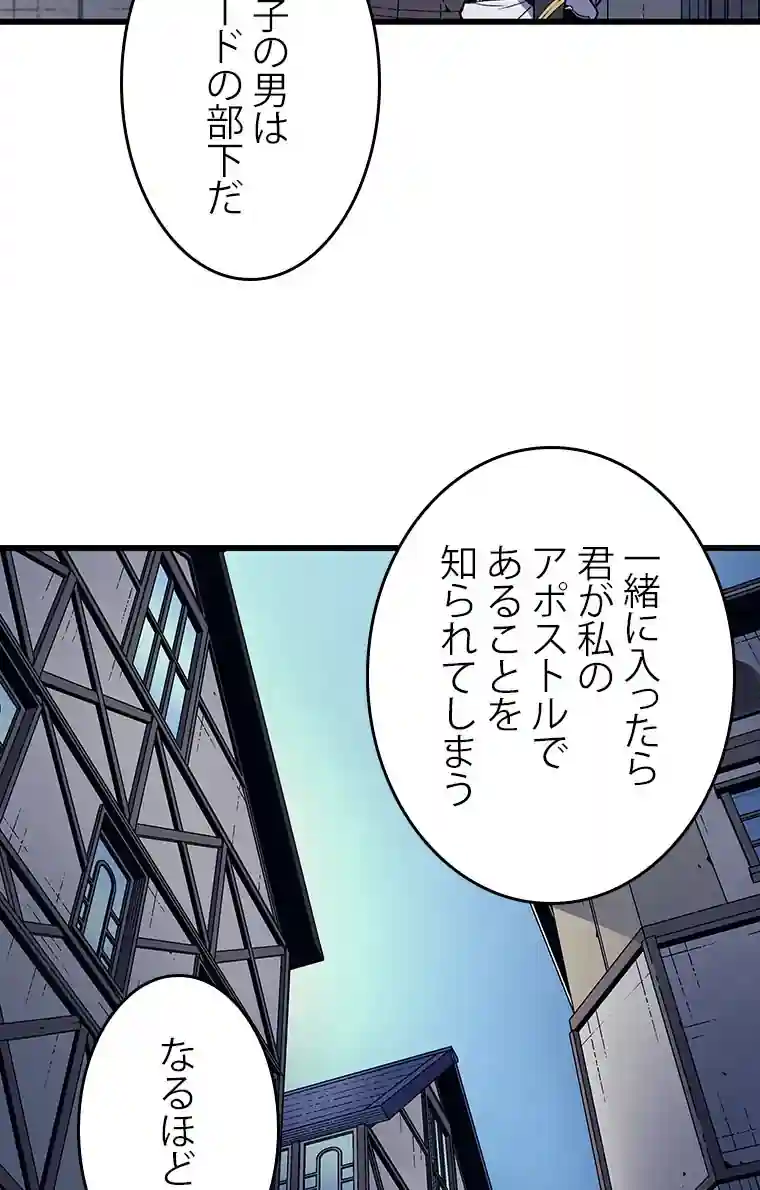 子の男は
ードの部下だ
一緒に入ったら
君が私の
アポストルで
あることを
知られてしまう
なるほど